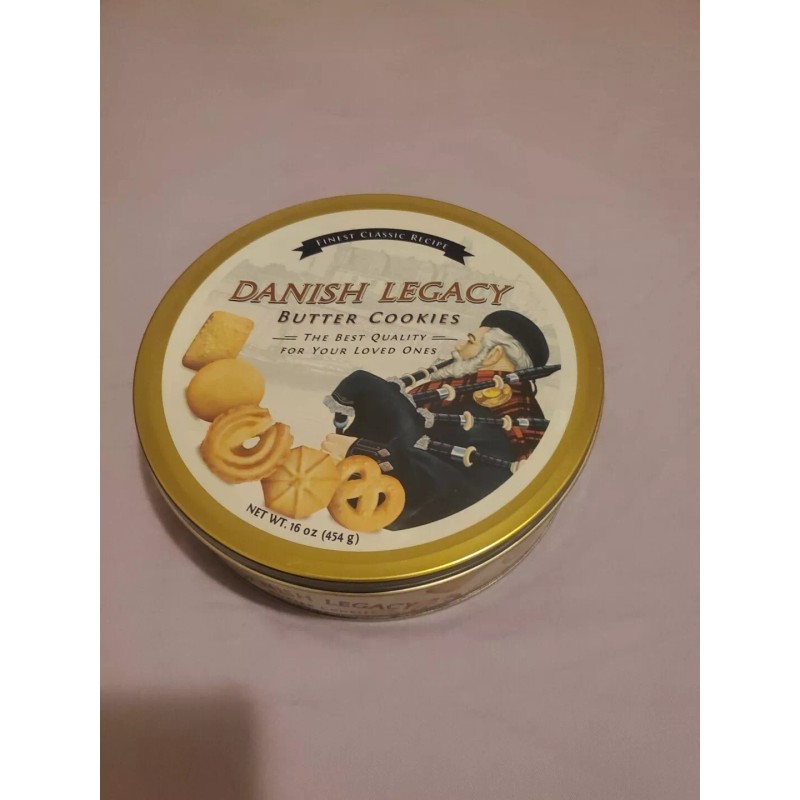 FINEST CLASSIC RECIPE
DANISH LEGACY
BUTTER COOKIES
THE BEST QUALITY
FOR YOUR LOVED ONES
NET WT. 16 oz (454 g)
LEGACY